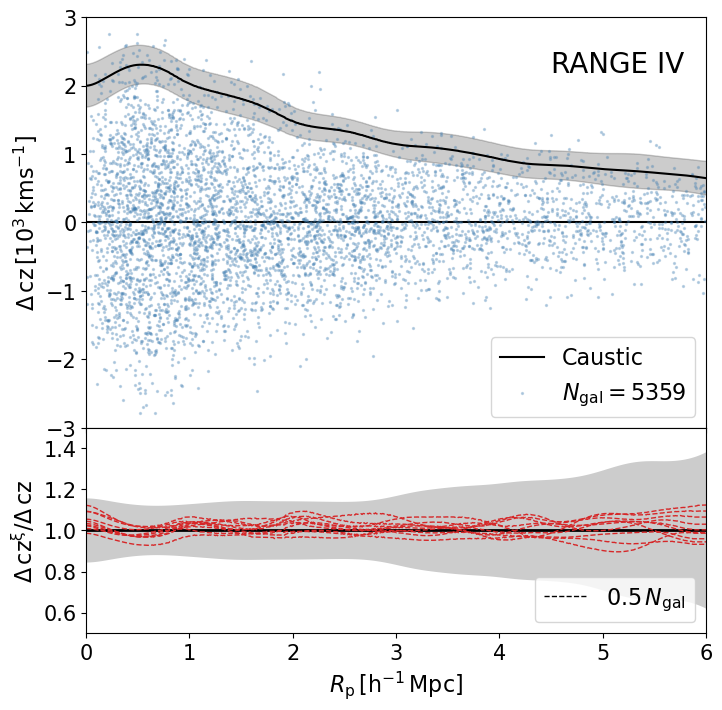 3
RANGE IV
2
1
0
−1
−2
−3
Δ cz [10³ kms⁻¹]
Caustic
N_gal = 5359
1.4
1.2
1.0
0.8
0.6
Δ cz^ξ/Δ cz
0.5 N_gal
0 1 2 3 4 5 6
R_p [h⁻¹ Mpc]